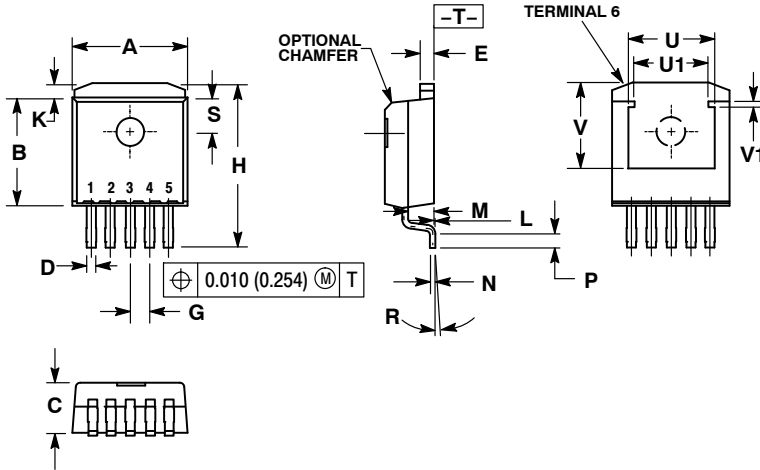 -T-
TERMINAL 6
A
U
OPTIONAL
CHAMFER
E
U1
K
S
B
H
V
V1
1 2 3 4 5
M
L
D
0.010 (0.254) Ⓜ T
N
P
G
R
C